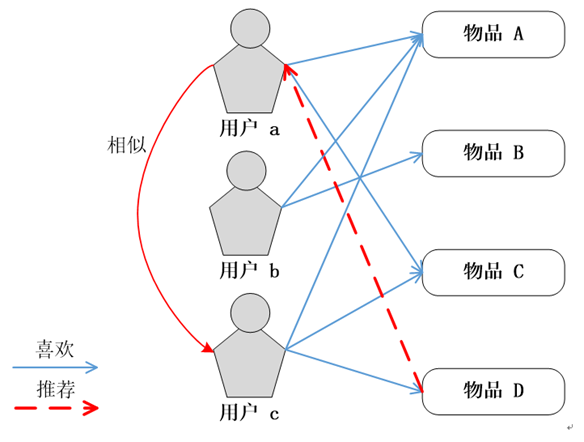 物品 A
用户 a
相似
物品 B
用户 b
物品 C
喜欢
推荐
用户 c
物品 D